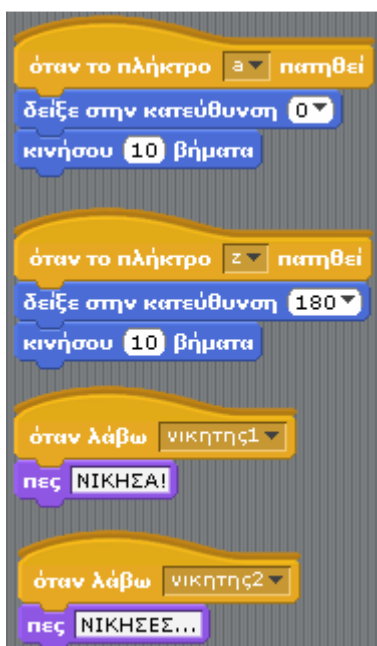 όταν το πλήκτρο a πατηθεί
δείξε στην κατεύθυνση 0
κινήσου 10 βήματα
όταν το πλήκτρο z πατηθεί
δείξε στην κατεύθυνση 180
κινήσου 10 βήματα
όταν λάβω νικητης1
πες ΝΙΚΗΣΑ!
όταν λάβω νικητης2
πες ΝΙΚΗΣΕΣ...